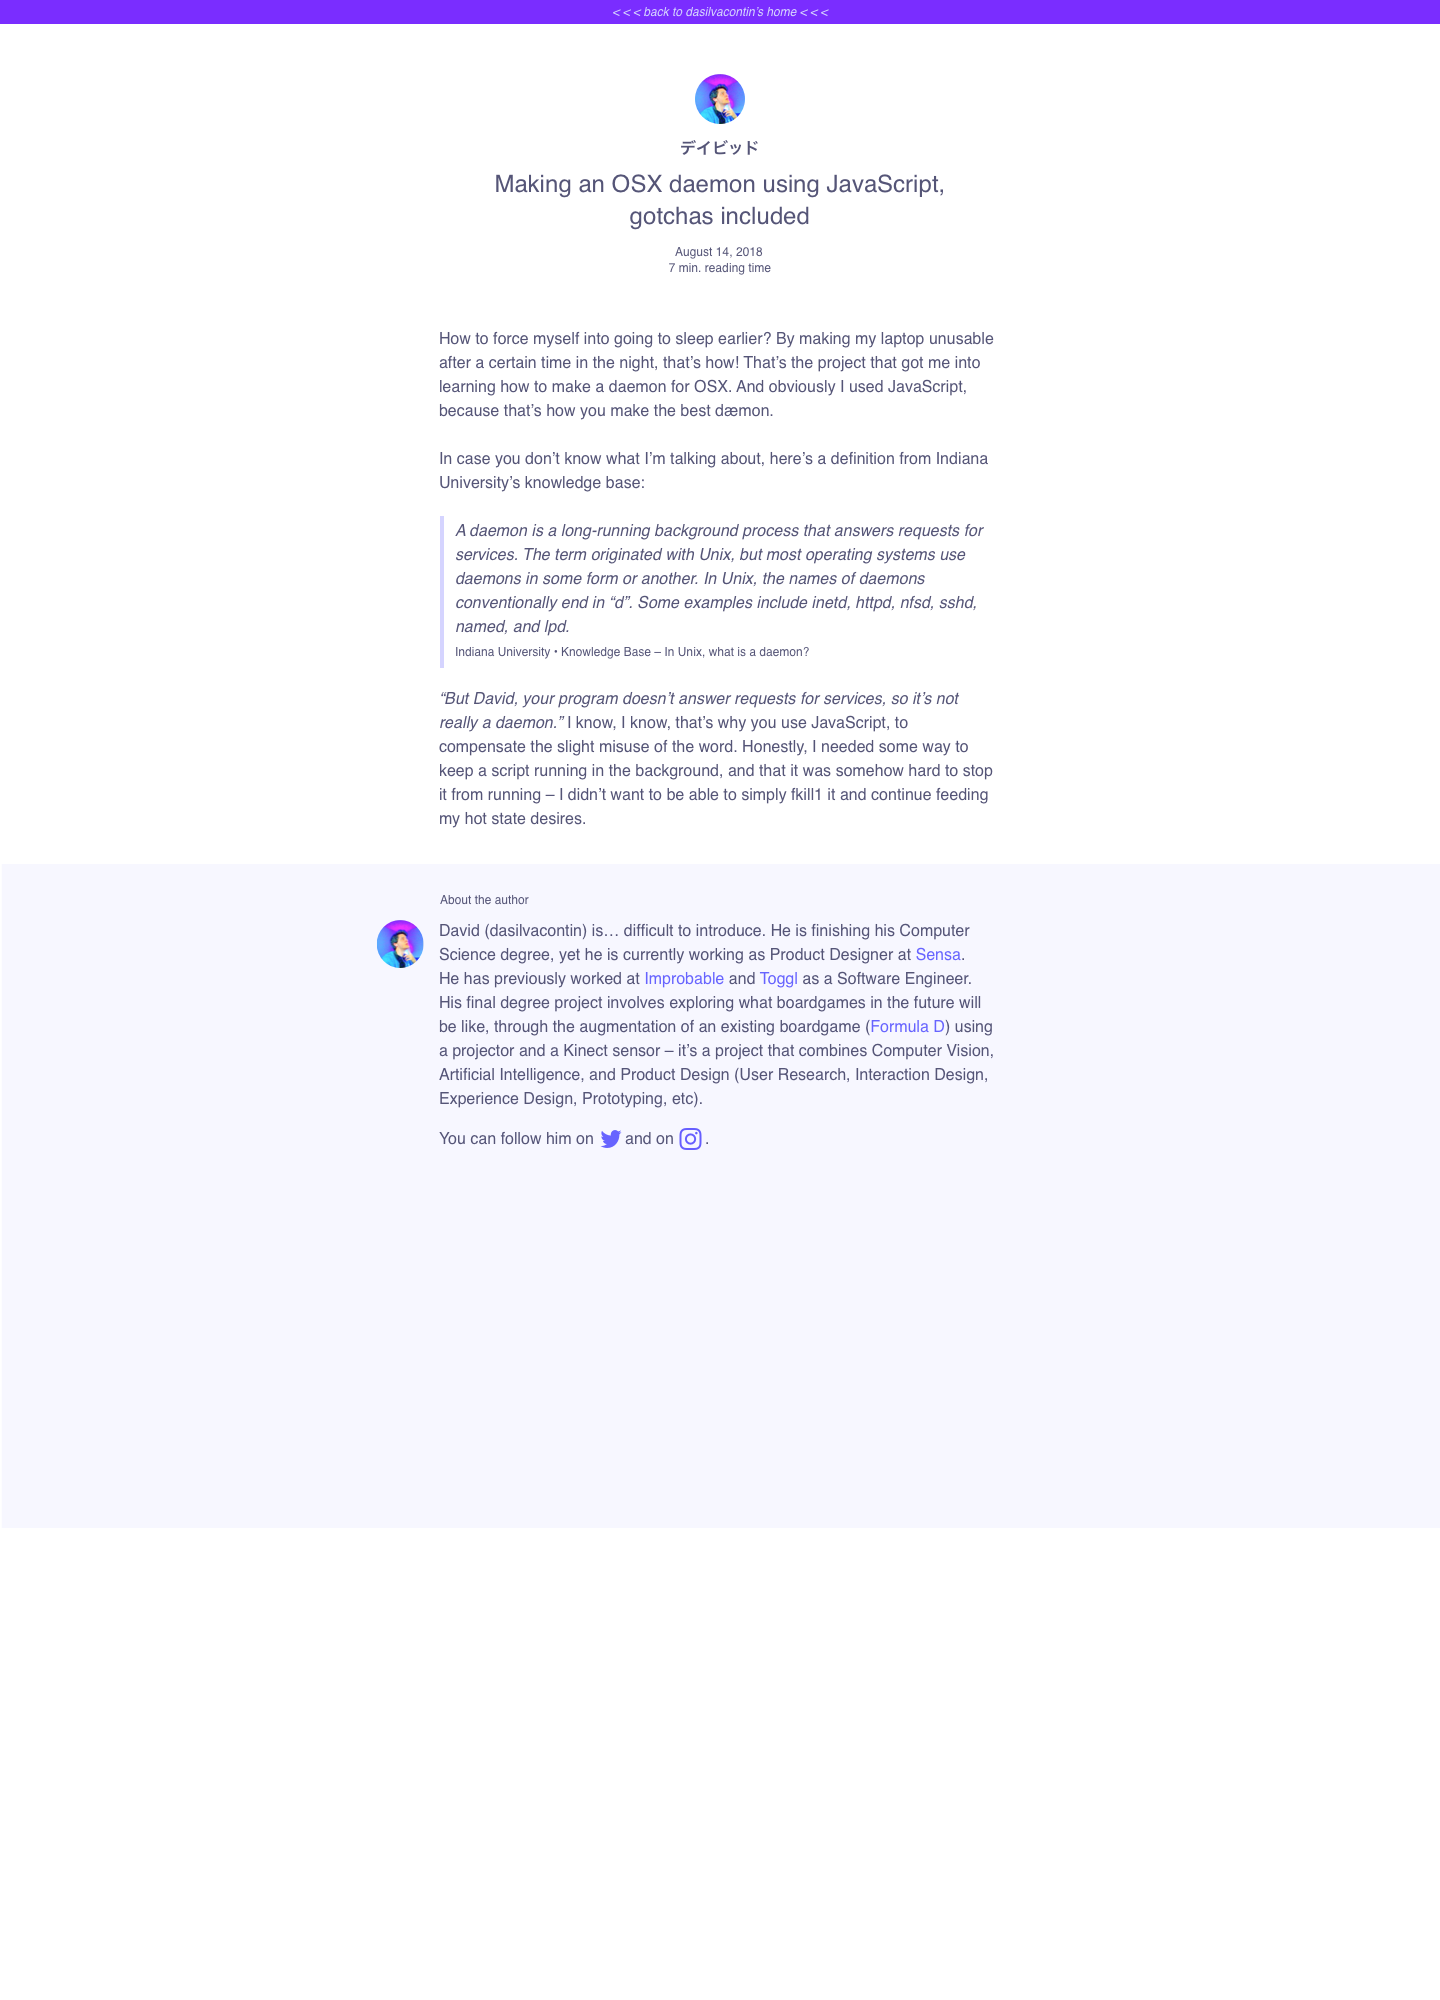 <<< back to dasilvacontin's home <<<
デイビッド
Making an OSX daemon using JavaScript,
gotchas included
August 14, 2018
7 min. reading time
How to force myself into going to sleep earlier? By making my laptop unusable
after a certain time in the night, that’s how! That’s the project that got me into
learning how to make a daemon for OSX. And obviously I used JavaScript,
because that’s how you make the best dæmon.
In case you don’t know what I’m talking about, here’s a definition from Indiana
University’s knowledge base:
A daemon is a long-running background process that answers requests for
services. The term originated with Unix, but most operating systems use
daemons in some form or another. In Unix, the names of daemons
conventionally end in “d”. Some examples include inetd, httpd, nfsd, sshd,
named, and lpd.
Indiana University • Knowledge Base – In Unix, what is a daemon?
“But David, your program doesn’t answer requests for services, so it’s not
really a daemon.” I know, I know, that’s why you use JavaScript, to
compensate the slight misuse of the word. Honestly, I needed some way to
keep a script running in the background, and that it was somehow hard to stop
it from running – I didn’t want to be able to simply fkill1 it and continue feeding
my hot state desires.
About the author
David (dasilvacontin) is… difficult to introduce. He is finishing his Computer
Science degree, yet he is currently working as Product Designer at Sensa.
He has previously worked at Improbable and Toggl as a Software Engineer.
His final degree project involves exploring what boardgames in the future will
be like, through the augmentation of an existing boardgame (Formula D) using
a projector and a Kinect sensor – it’s a project that combines Computer Vision,
Artificial Intelligence, and Product Design (User Research, Interaction Design,
Experience Design, Prototyping, etc).
You can follow him on and on .